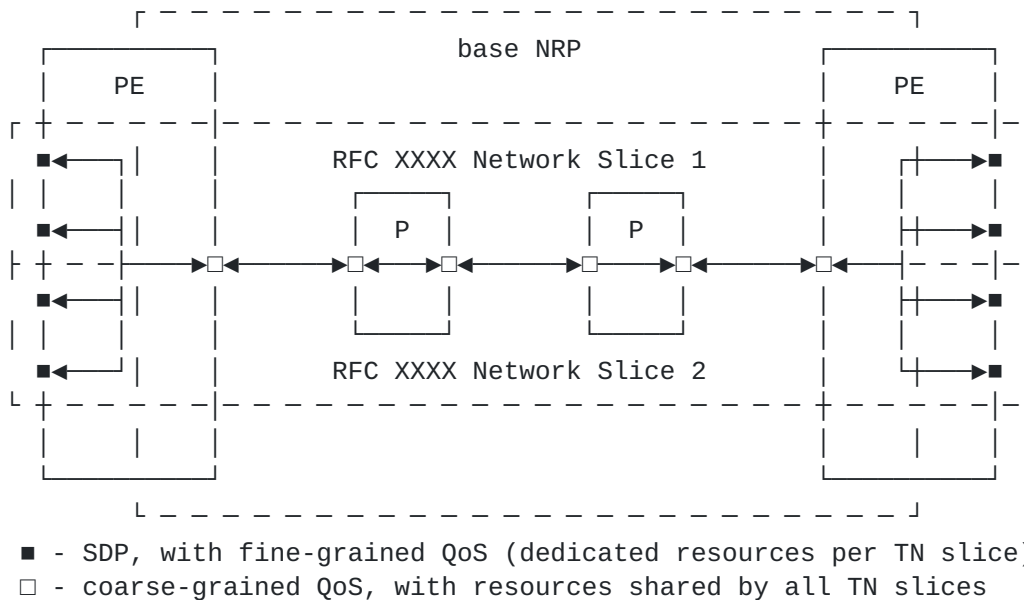 base NRP
PE PE
RFC XXXX Network Slice 1
P P
RFC XXXX Network Slice 2
■ - SDP, with fine-grained QoS (dedicated resources per TN slice)
□ - coarse-grained QoS, with resources shared by all TN slices